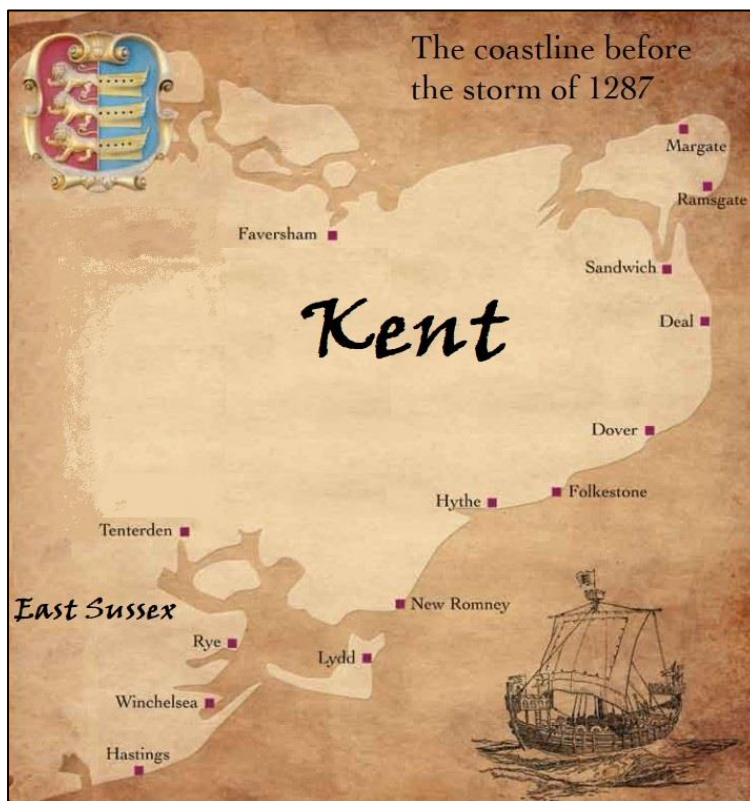 The coastline before
the storm of 1287
Margate
Ramsgate
Faversham
Sandwich
Kent
Deal
Dover
Folkestone
Hythe
Tenterden
East Sussex
New Romney
Rye
Lydd
Winchelsea
Hastings